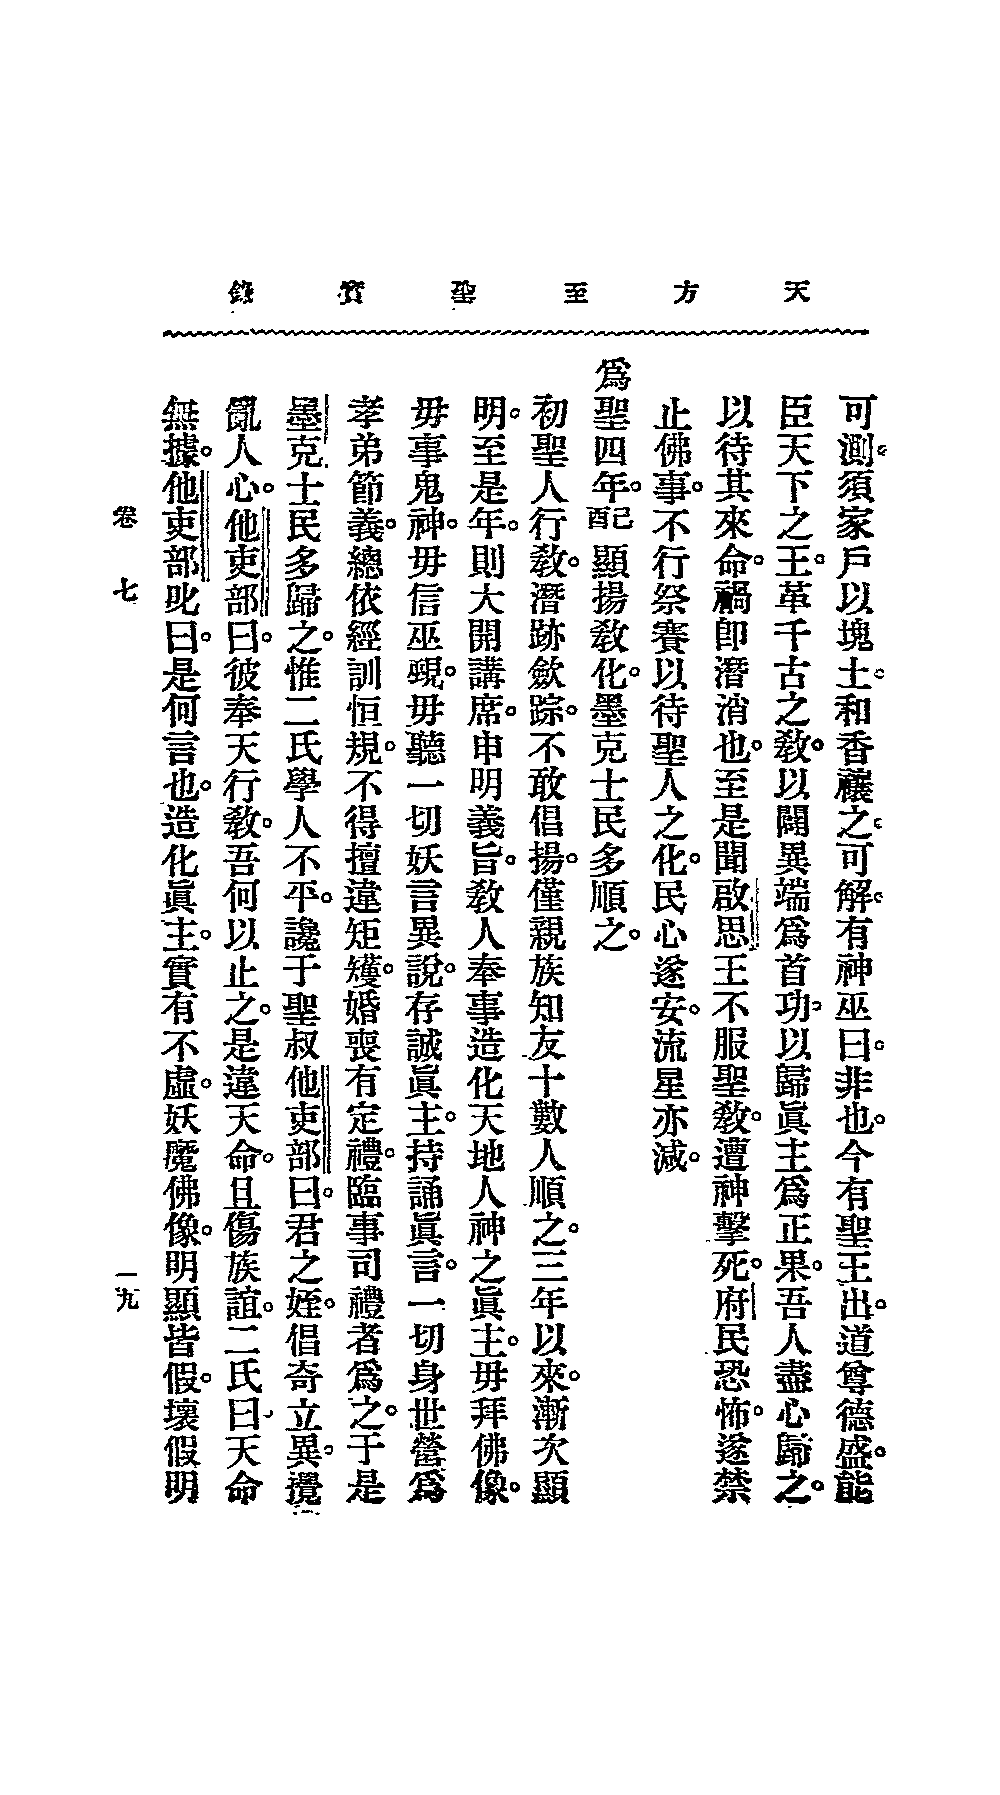 天方至聖實錄
可測。須家戶以塊土。和香禳之。可解。有神巫曰。非也。今有聖王出。道尊德盛。能
臣天下之王。革千古之敎。以闢異端爲首功。以歸眞主爲正果。吾人盡心歸之。
以待其來命。禍卽潛消也。至是聞啟思王不服聖敎。遭神擊死。府民恐怖。遂禁
止佛事。不行祭賽以待聖人之化。民心遂安。流星亦減。
爲聖四年。己酉顯揚敎化。墨克士民多順之。
初聖人行敎。潛跡歛踪。不敢倡揚。僅親族知友十數人順之。三年以來。漸次顯
明。至是年。則大開講席。申明義旨。敎人奉事造化天地人神之眞主。毋拜佛像。
毋事鬼神。毋信巫覡。毋聽一切妖言異說。存誠眞主。持誦眞言。一切身世營爲
孝弟節義。總依經訓恒規。不得擅違矩矱。婚喪有定禮。臨事司禮者爲之。于是
墨克士民多歸之。惟二氏學人不平。讒于聖叔他吏部曰。君之姪。倡奇立異。攪
亂人心。他吏部曰。彼奉天行敎。吾何以止之。是違天命。且傷族誼。二氏曰。天命
無據。他吏部叱曰。是何言也。造化眞主。實有不虛。妖魔佛像。明顯皆假。壞假明
卷七
一九